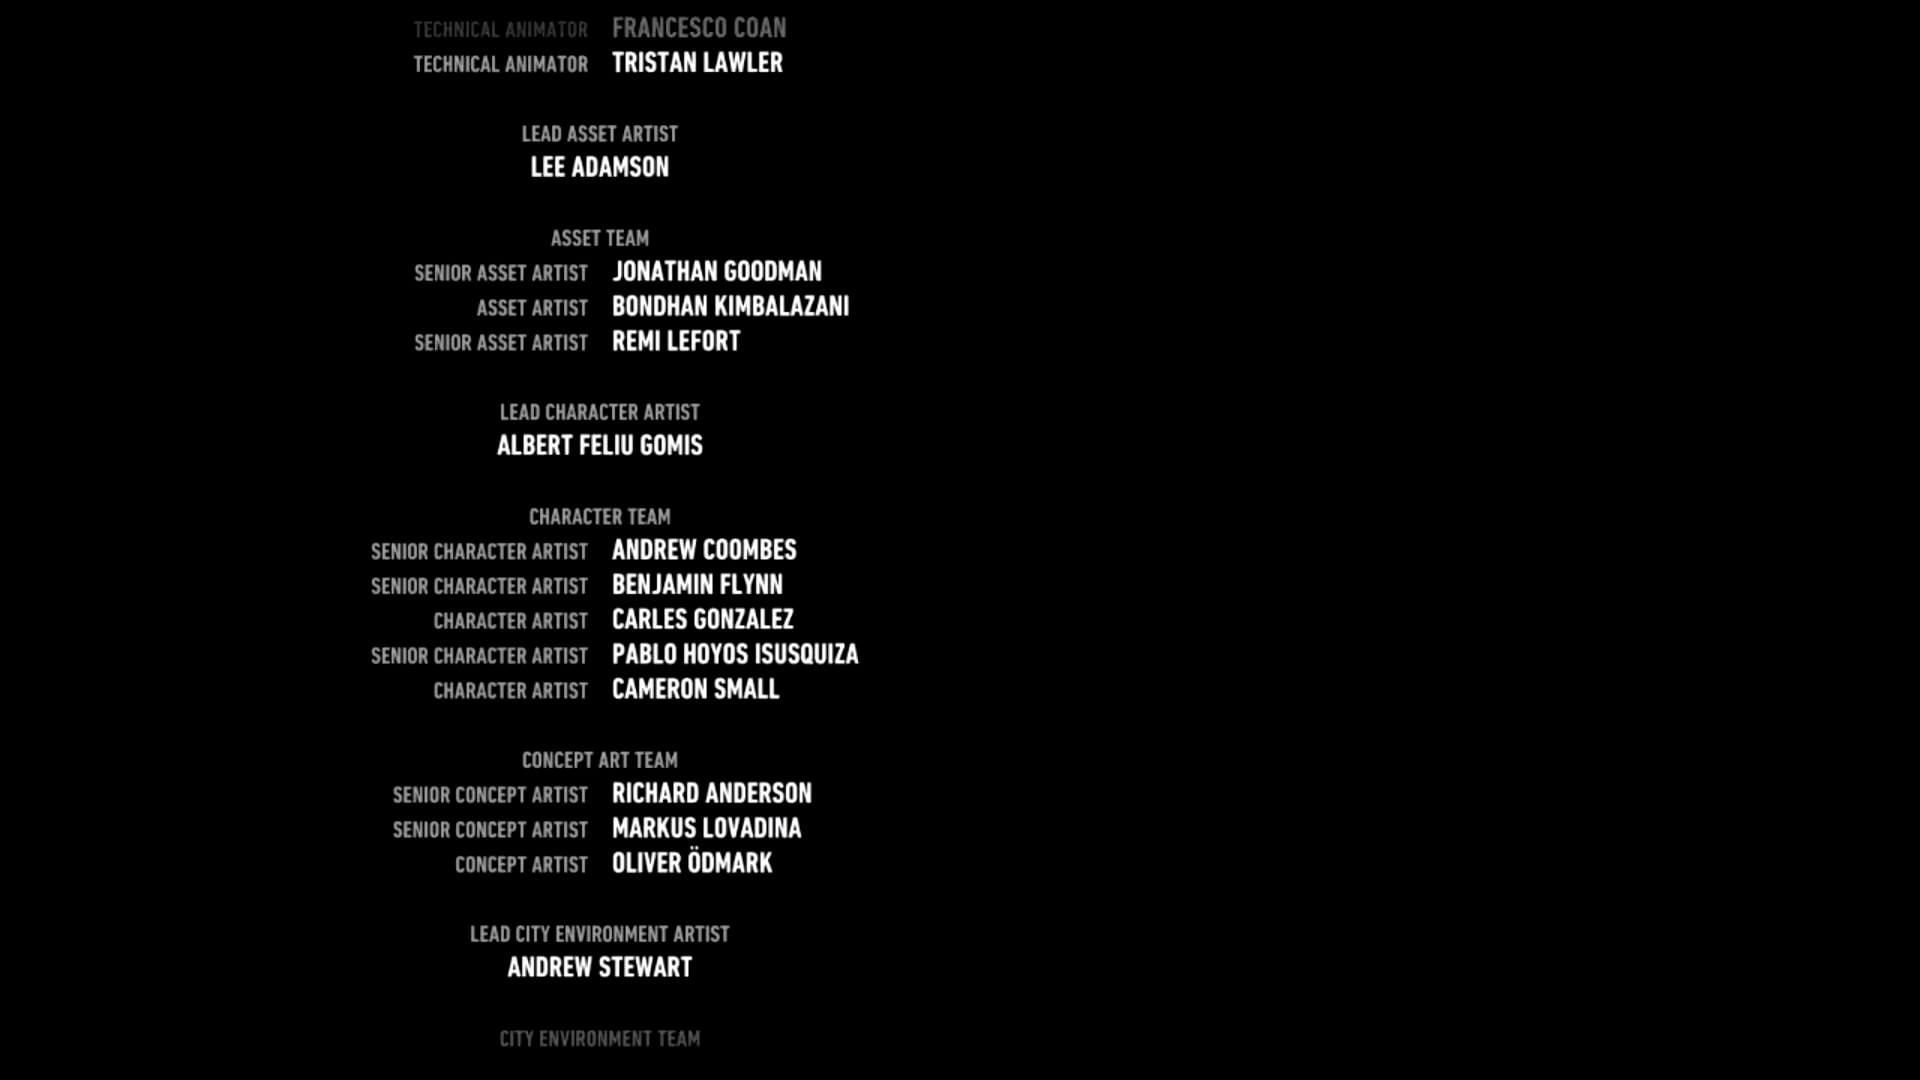 TECHNICAL ANIMATOR FRANCESCO COAN
TECHNICAL ANIMATOR TRISTAN LAWLER
LEAD ASSET ARTIST
LEE ADAMSON
ASSET TEAM
SENIOR ASSET ARTIST JONATHAN GOODMAN
ASSET ARTIST BONDHAN KIMBALAZANI
SENIOR ASSET ARTIST REMI LEFORT
LEAD CHARACTER ARTIST
ALBERT FELIU GOMIS
CHARACTER TEAM
SENIOR CHARACTER ARTIST ANDREW COOMBES
SENIOR CHARACTER ARTIST BENJAMIN FLYNN
CHARACTER ARTIST CARLES GONZALEZ
SENIOR CHARACTER ARTIST PABLO HOYOS ISUSQUIZA
CHARACTER ARTIST CAMERON SMALL
CONCEPT ART TEAM
SENIOR CONCEPT ARTIST RICHARD ANDERSON
SENIOR CONCEPT ARTIST MARKUS LOVADINA
CONCEPT ARTIST OLIVER ÖDMARK
LEAD CITY ENVIRONMENT ARTIST
ANDREW STEWART
CITY ENVIRONMENT TEAM